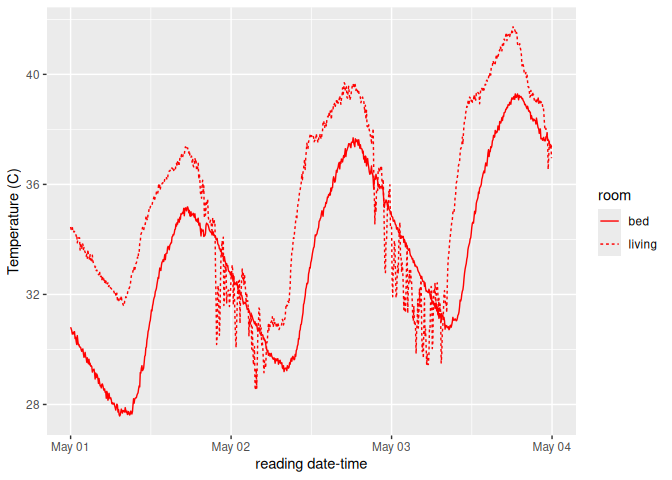 40
36
32
28
Temperature (C)
May 01
May 02
May 03
May 04
reading date-time
room
bed
living